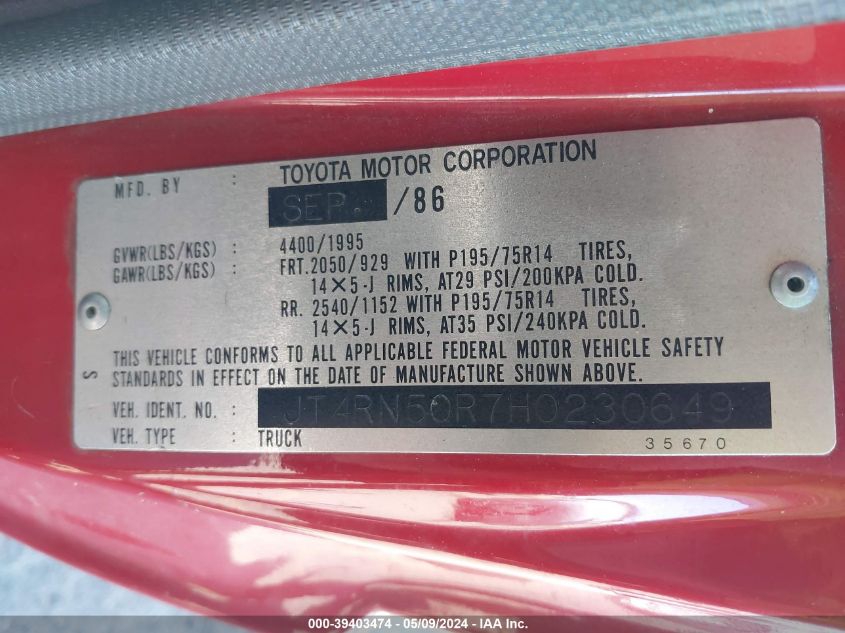 MFD. BY : TOYOTA MOTOR CORPORATION
SEP. /86
GVWR(LBS/KGS) : 4400/1995
GAWR(LBS/KGS) : FRT.2050/929 WITH P195/75R14 TIRES,
14×5-J RIMS, AT29 PSI/200KPA COLD.
RR. 2540/1152 WITH P195/75R14 TIRES,
14×5-J RIMS, AT35 PSI/240KPA COLD.
THIS VEHICLE CONFORMS TO ALL APPLICABLE FEDERAL MOTOR VEHICLE SAFETY
S STANDARDS IN EFFECT ON THE DATE OF MANUFACTURE SHOWN ABOVE.
VEH. IDENT. NO. : JT4RN50R7H0230649
VEH. TYPE : TRUCK 35670
000-39403474 - 05/09/2024 - IAA Inc.